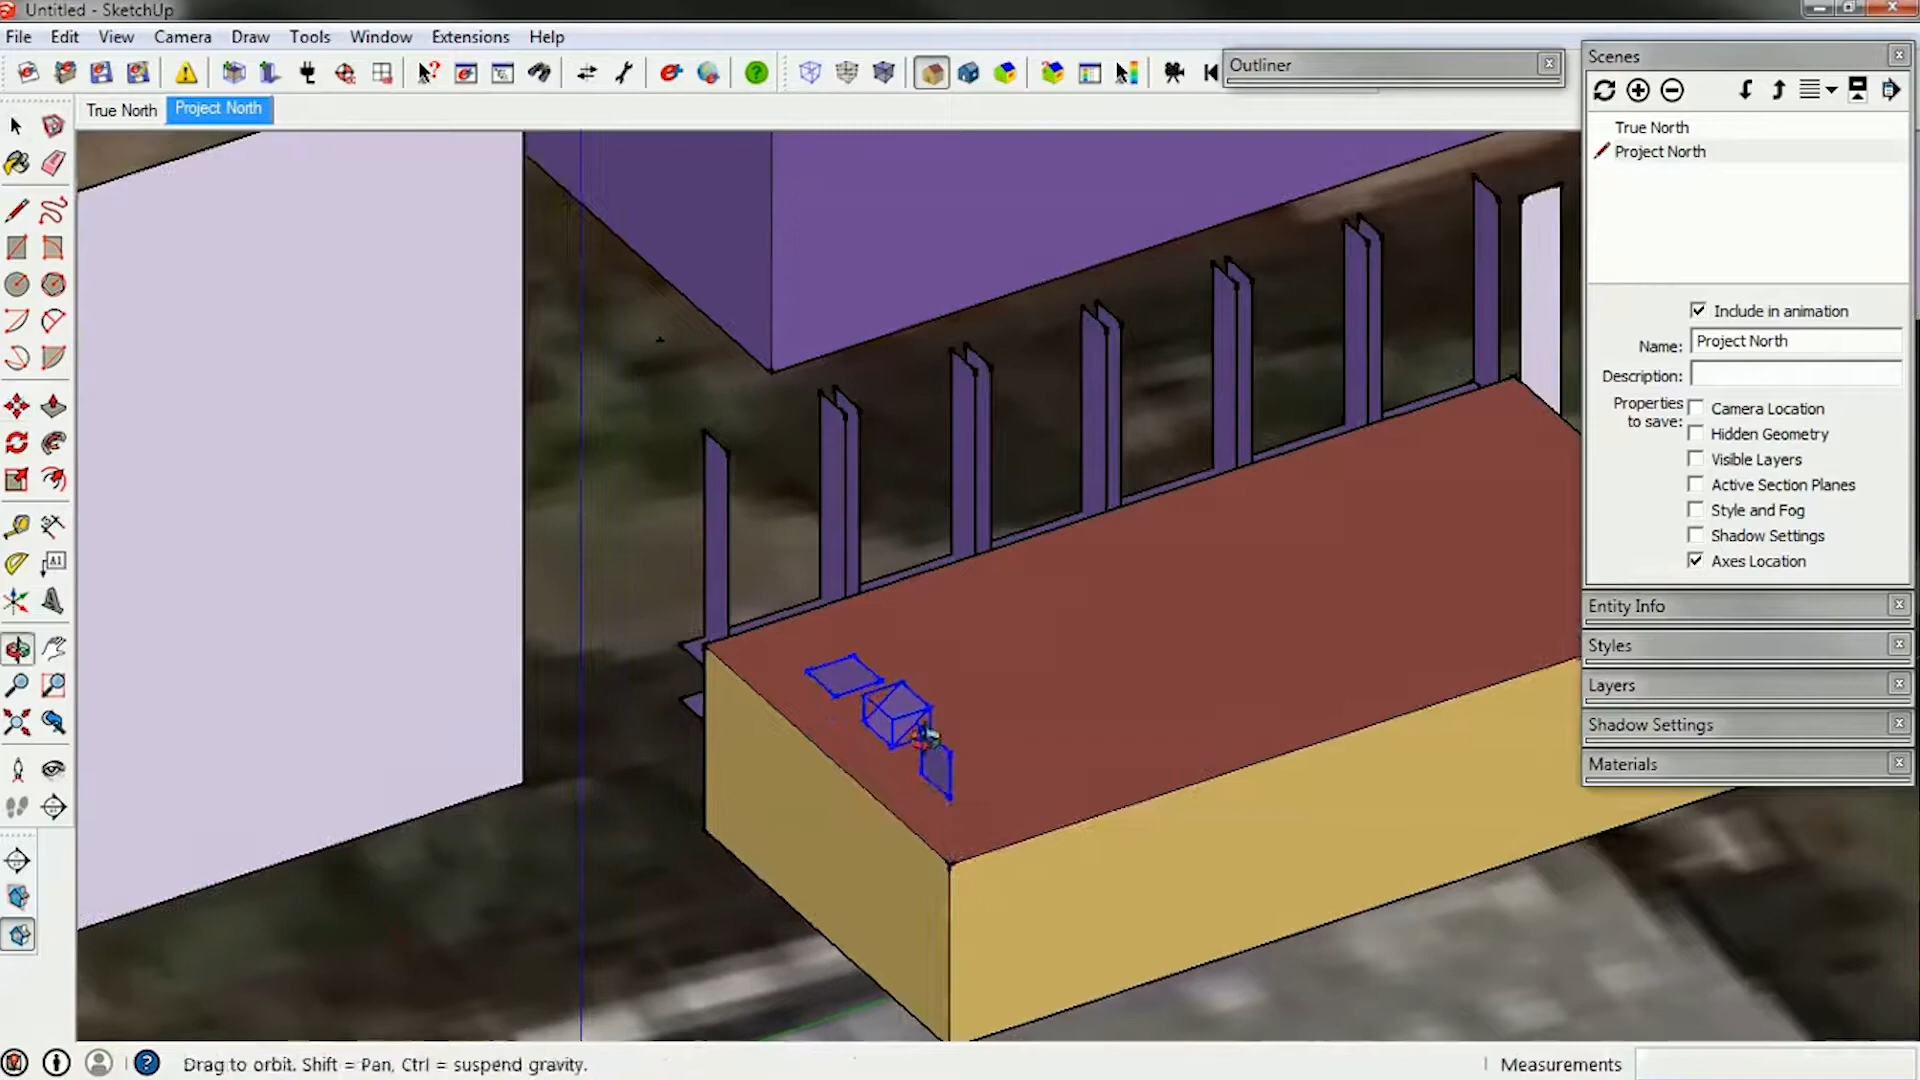 Untitled - SketchUp
File Edit View Camera Draw Tools Window Extensions Help
Outliner
Scenes
True North Project North
True North
Project North
Include in animation
Name: Project North
Description:
Properties to save:
Camera Location
Hidden Geometry
Visible Layers
Active Section Planes
Style and Fog
Shadow Settings
Axes Location
Entity Info
Styles
Layers
Shadow Settings
Materials
A1
Drag to orbit. Shift = Pan, Ctrl = suspend gravity.
Measurements